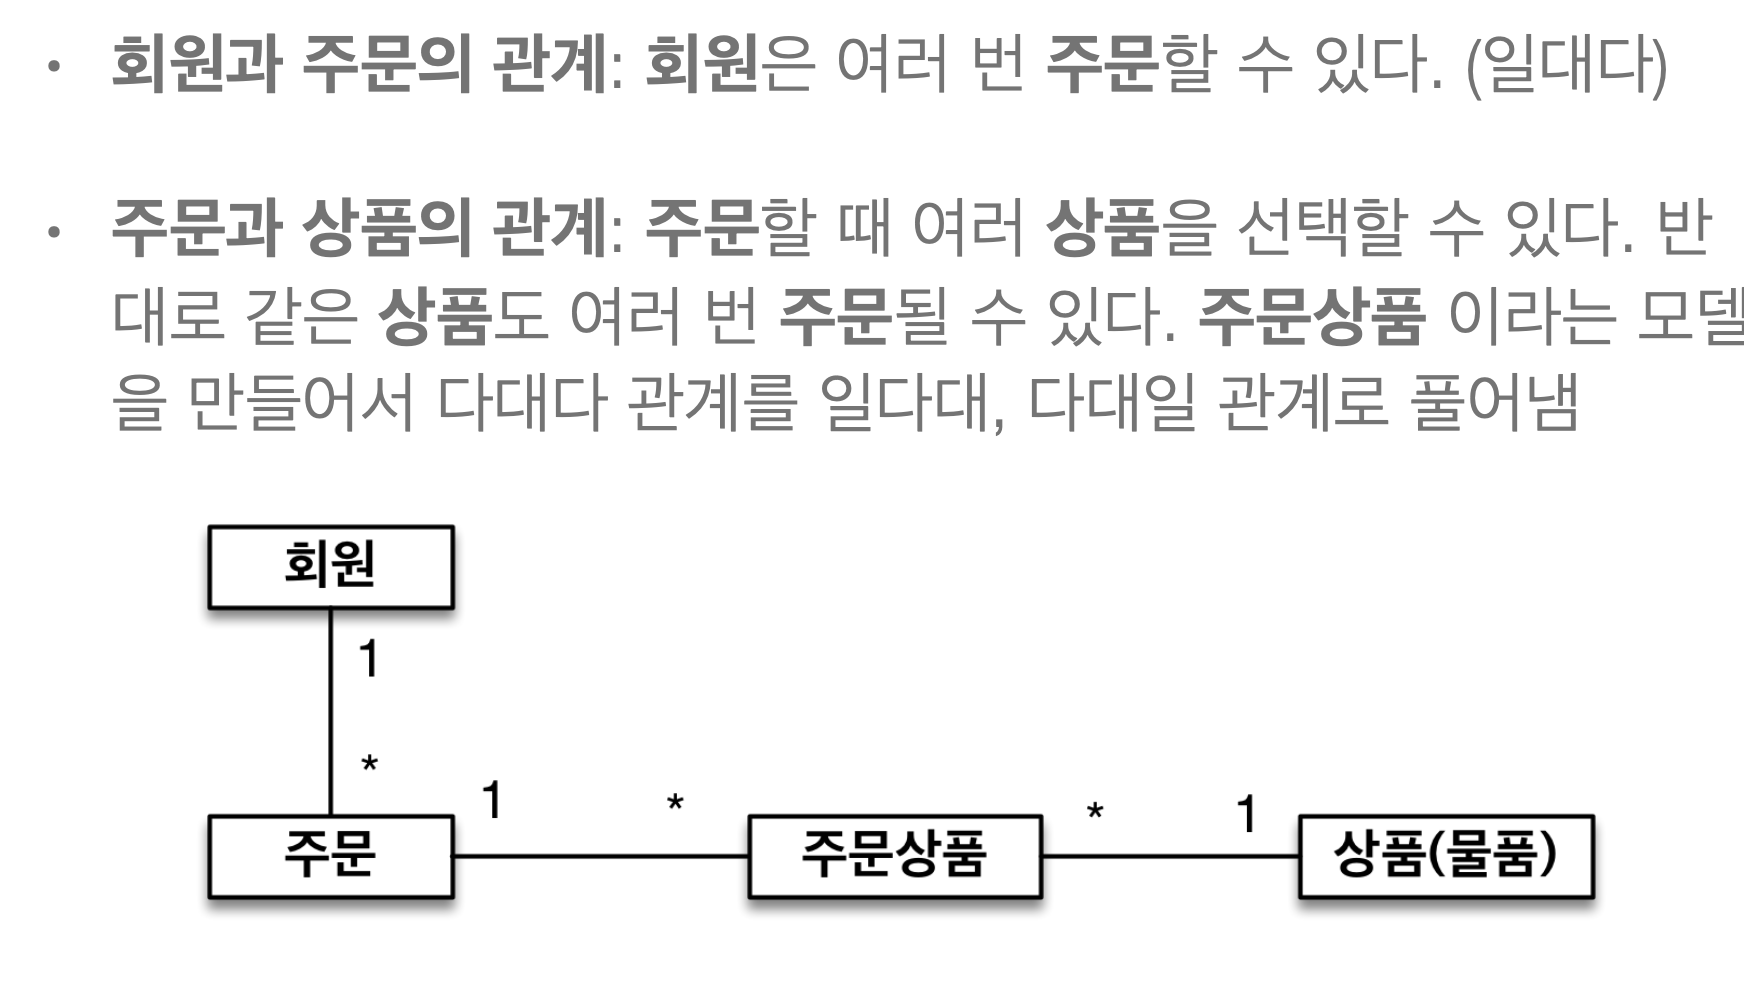 • 회원과 주문의 관계: 회원은 여러 번 주문할 수 있다. (일대다)
• 주문과 상품의 관계: 주문할 때 여러 상품을 선택할 수 있다. 반
대로 같은 상품도 여러 번 주문될 수 있다. 주문상품 이라는 모델
을 만들어서 다대다 관계를 일다대, 다대일 관계로 풀어냄
회원
1
*
1 * * 1
주문 주문상품 상품(물품)